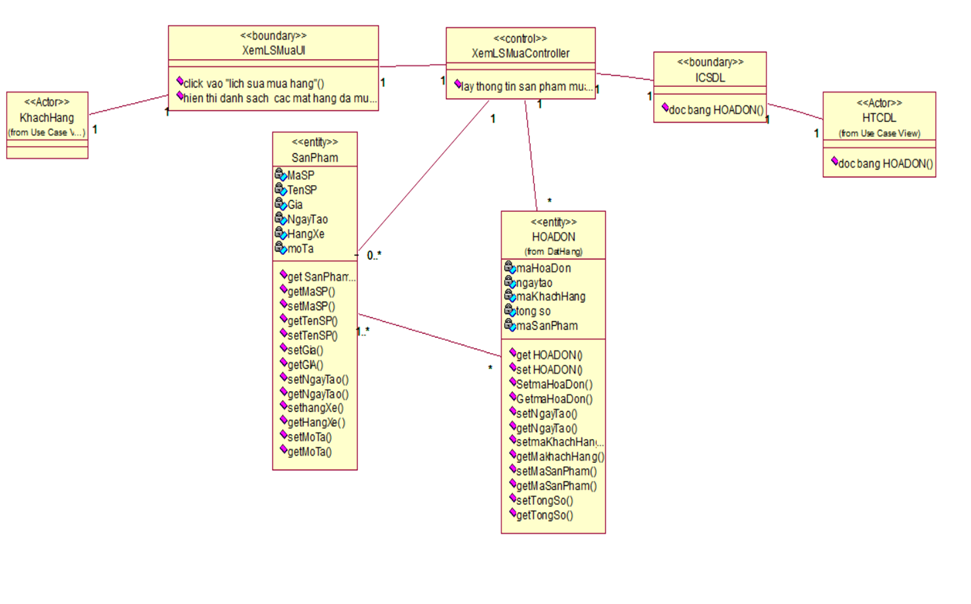 <<Actor>>
KhachHang
(from Use Case V...)
1
<<boundary>>
XemLSMuaUI
click vao "lich sua mua hang"()
hien thi danh sach cac mat hang da mu...
1
1
<<control>>
XemLSMuaController
lay thong tin san pham mu...
1
1
1
1
<<boundary>>
ICSDL
doc bang HOADON()
1
1
<<Actor>>
HTCDL
(from Use Case View)
doc bang HOADON()
1
<<entity>>
SanPham
MaSP
TenSP
Gia
NgayTao
HangXe
moTa
get SanPham...
getMaSP()
setMaSP()
getTenSP()
setTenSP()
setGia()
getGIA()
setNgayTao()
getNgayTao()
sethangXe()
getHangXe()
setMoTa()
getMoTa()
0..*
1..*
*
<<entity>>
HOADON
(from DatHang)
maHoaDon
ngaytao
maKhachHang
tong so
maSanPham
get HOADON()
set HOADON()
SetmaHoaDon()
GetmaHoaDon()
setNgayTao()
getNgayTao()
setmaKhachHan...
getMakhachHang()
setMaSanPham()
getMaSanPham()
setTongSo()
getTongSo()
*